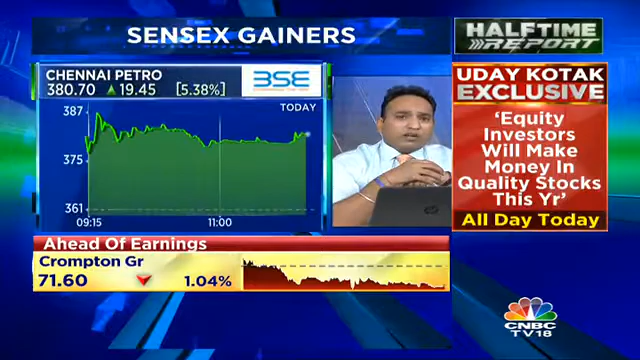 SENSEX GAINERS
HALFTIME
REPORT
CHENNAI PETRO
380.70 ▲ 19.45 [5.38%]
BSE
TODAY
387
375
361
09:15 11:00
UDAY KOTAK
EXCLUSIVE
‘Equity
Investors
Will Make
Money In
Quality Stocks
This Yr’
All Day Today
Ahead Of Earnings
Crompton Gr
71.60 ▼ 1.04%
CNBC
TV18